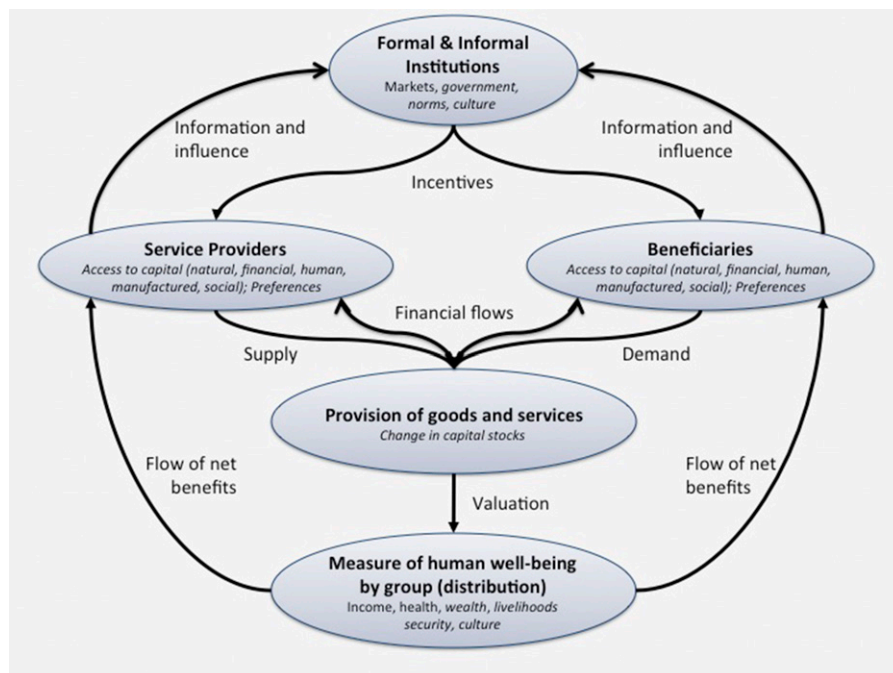 Formal & Informal
Institutions
Markets, government,
norms, culture
Information and
influence
Information and
influence
Incentives
Service Providers
Access to capital (natural, financial, human,
manufactured, social); Preferences
Beneficiaries
Access to capital (natural, financial, human,
manufactured, social); Preferences
Financial flows
Supply
Demand
Provision of goods and services
Change in capital stocks
Flow of net
benefits
Flow of net
benefits
Valuation
Measure of human well-being
by group (distribution)
Income, health, wealth, livelihoods
security, culture